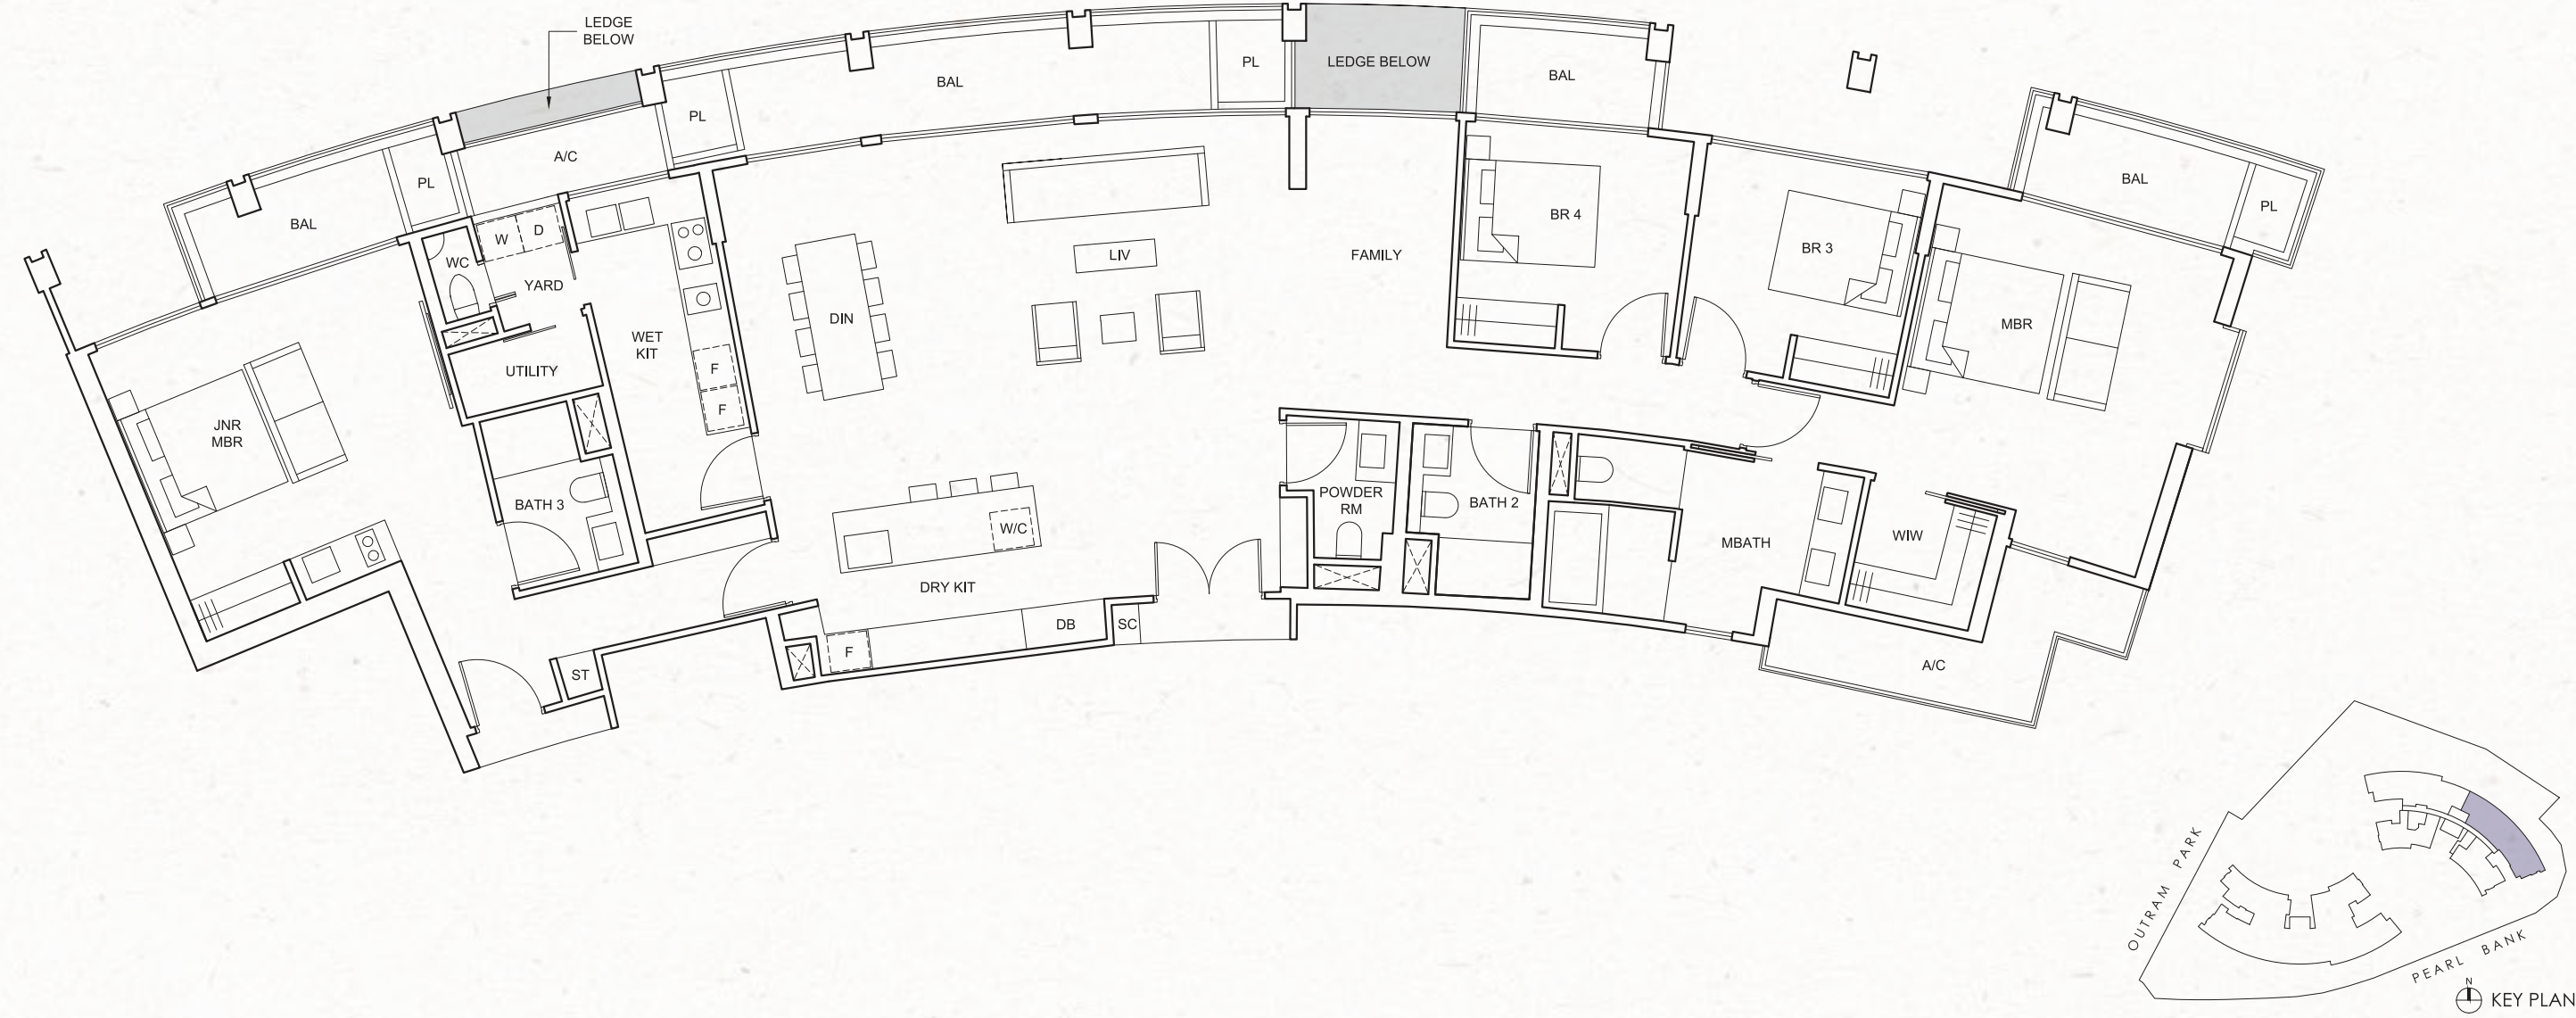 LEDGE
BELOW
PL
LEDGE BELOW
BAL
BAL
PL
A/C
PL
BAL
BAL
PL
BR 4
BAL
W
D
BR 3
WC
LIV
FAMILY
YARD
DIN
MBR
WET
KIT
UTILITY
F
F
JNR
MBR
BATH 3
POWDER
RM
BATH 2
W/C
MBATH
WIW
DRY KIT
DB
SC
F
ST
A/C
OUTRAM PARK
PEARL BANK
N
KEY PLAN